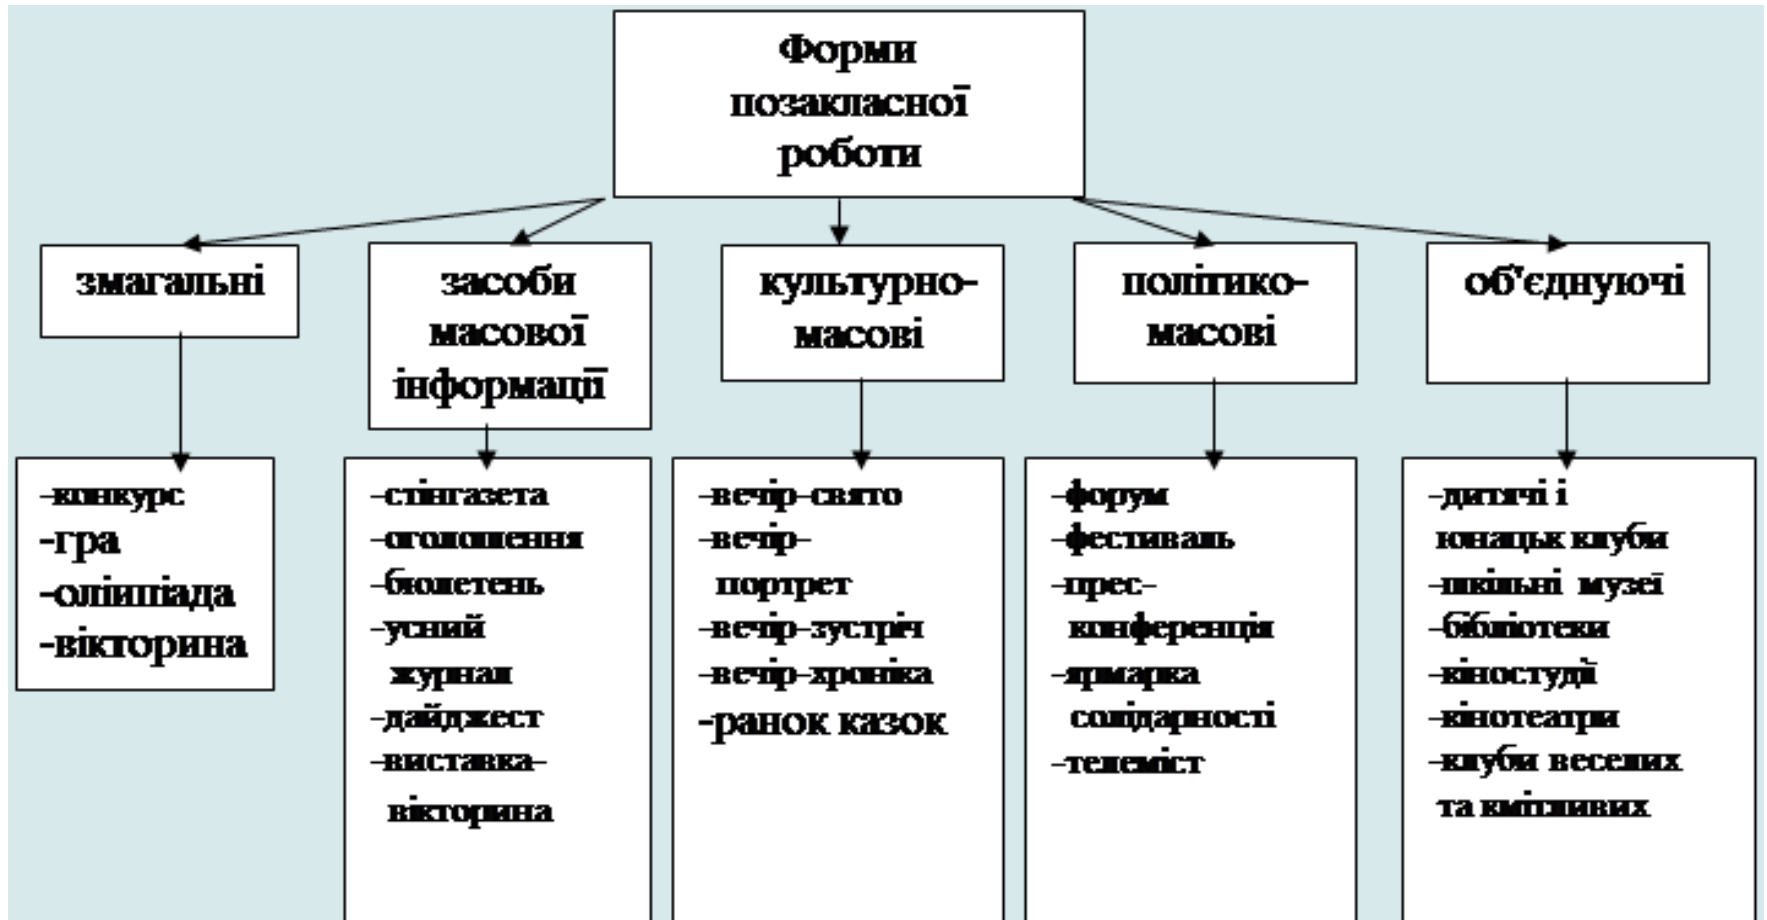 Форми
позакласної
роботи
змагальні
засоби
масової
інформації
культурно-
масові
політико-
масові
об'єднуючі
-конкурс
-гра
-олімпіада
-вікторина
-стінгазета
-оголошення
-бюлетень
-усний
журнал
-дайджест
-виставка-
вікторина
-вечір-свято
-вечір-
портрет
-вечір-зустріч
-вечір-хроніка
-ранок казок
-форум
-фестиваль
-прес-
конференція
-ярмарка
солідарності
-телеміст
-дитячі і
юнацьк клуби
-шкільні музеї
-бібліотеки
-кіностудії
-кінотеатри
-клуби веселих
та кмітливих